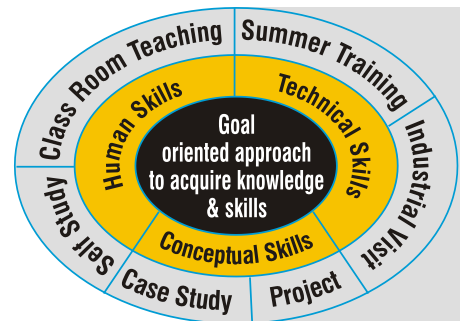 Class Room Teaching
Summer Training
Human Skills
Technical Skills
Goal
oriented approach
to acquire knowledge
& skills
Industrial Visit
Self Study
Conceptual Skills
Case Study
Project